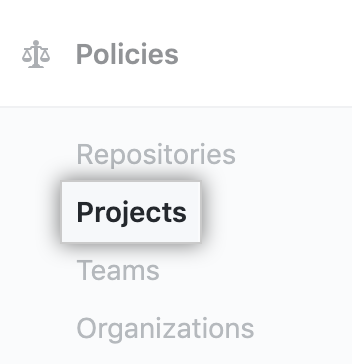 Policies
Repositories
Projects
Teams
Organizations